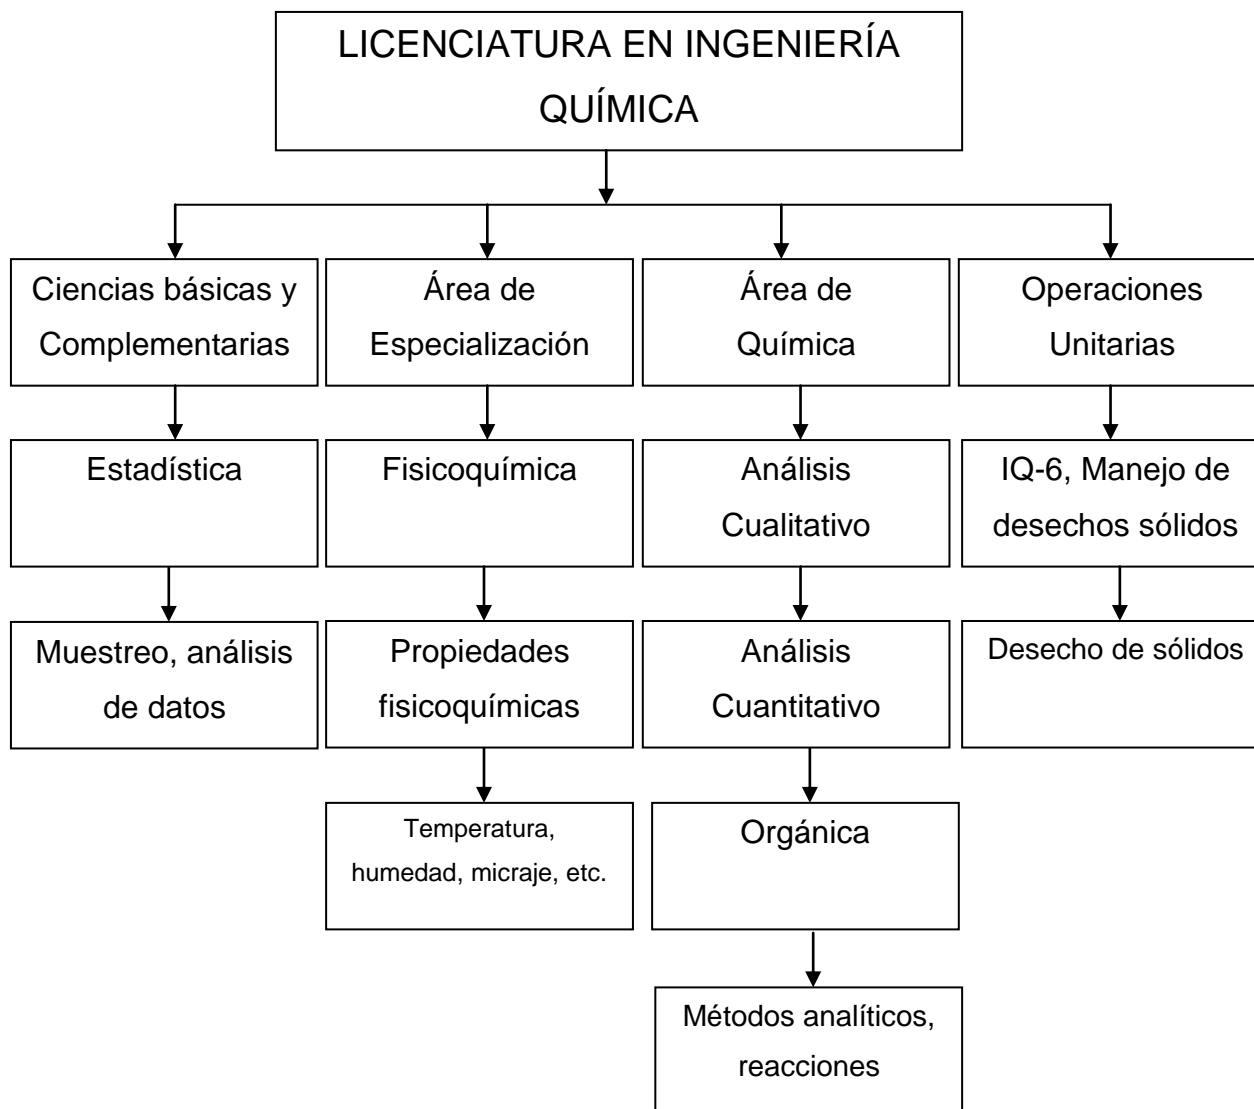 LICENCIATURA EN INGENIERÍA
QUÍMICA
Ciencias básicas y
Complementarias
Área de
Especialización
Área de
Química
Operaciones
Unitarias
Estadística
Fisicoquímica
Análisis
Cualitativo
IQ-6, Manejo de
desechos sólidos
Muestreo, análisis
de datos
Propiedades
fisicoquímicas
Análisis
Cuantitativo
Desecho de sólidos
Temperatura,
humedad, micraje, etc.
Orgánica
Métodos analíticos,
reacciones